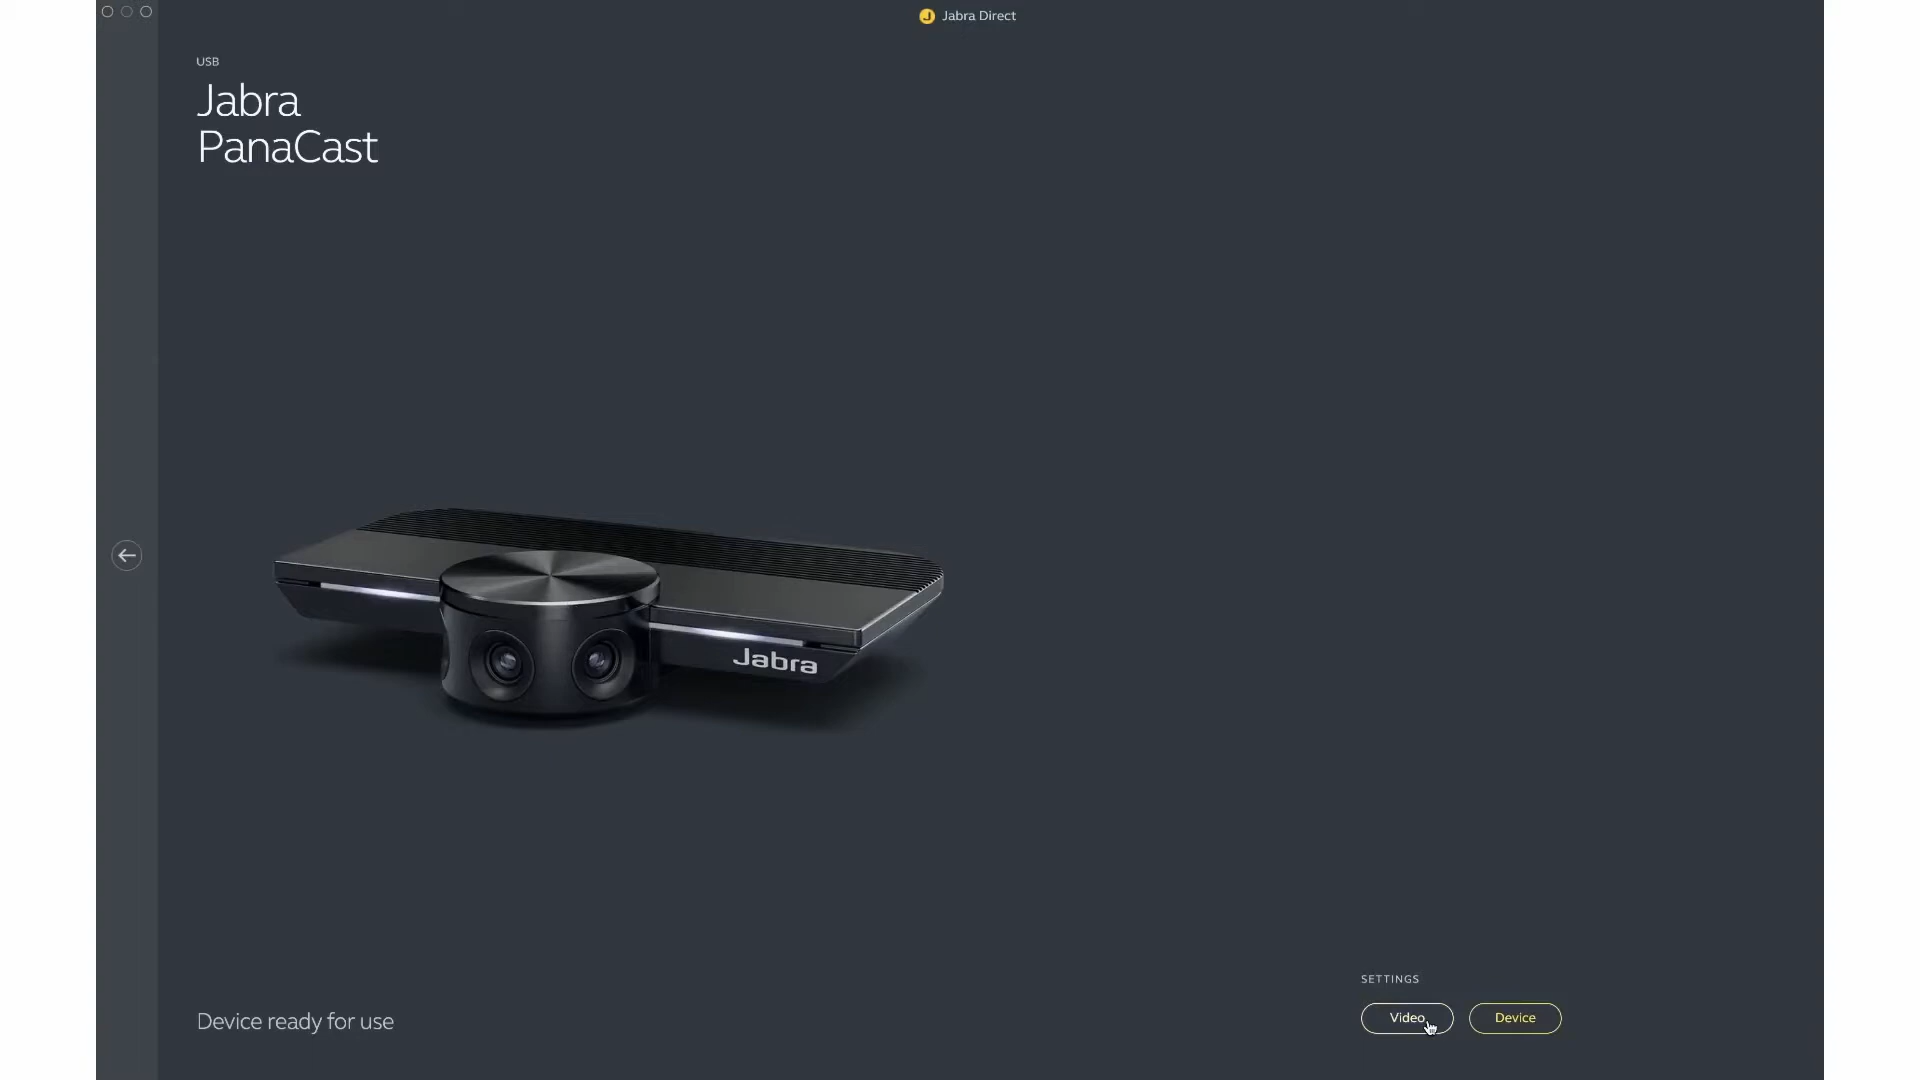 Jabra Direct
USB
Jabra
PanaCast
Jabra
SETTINGS
Device ready for use
Video
Device